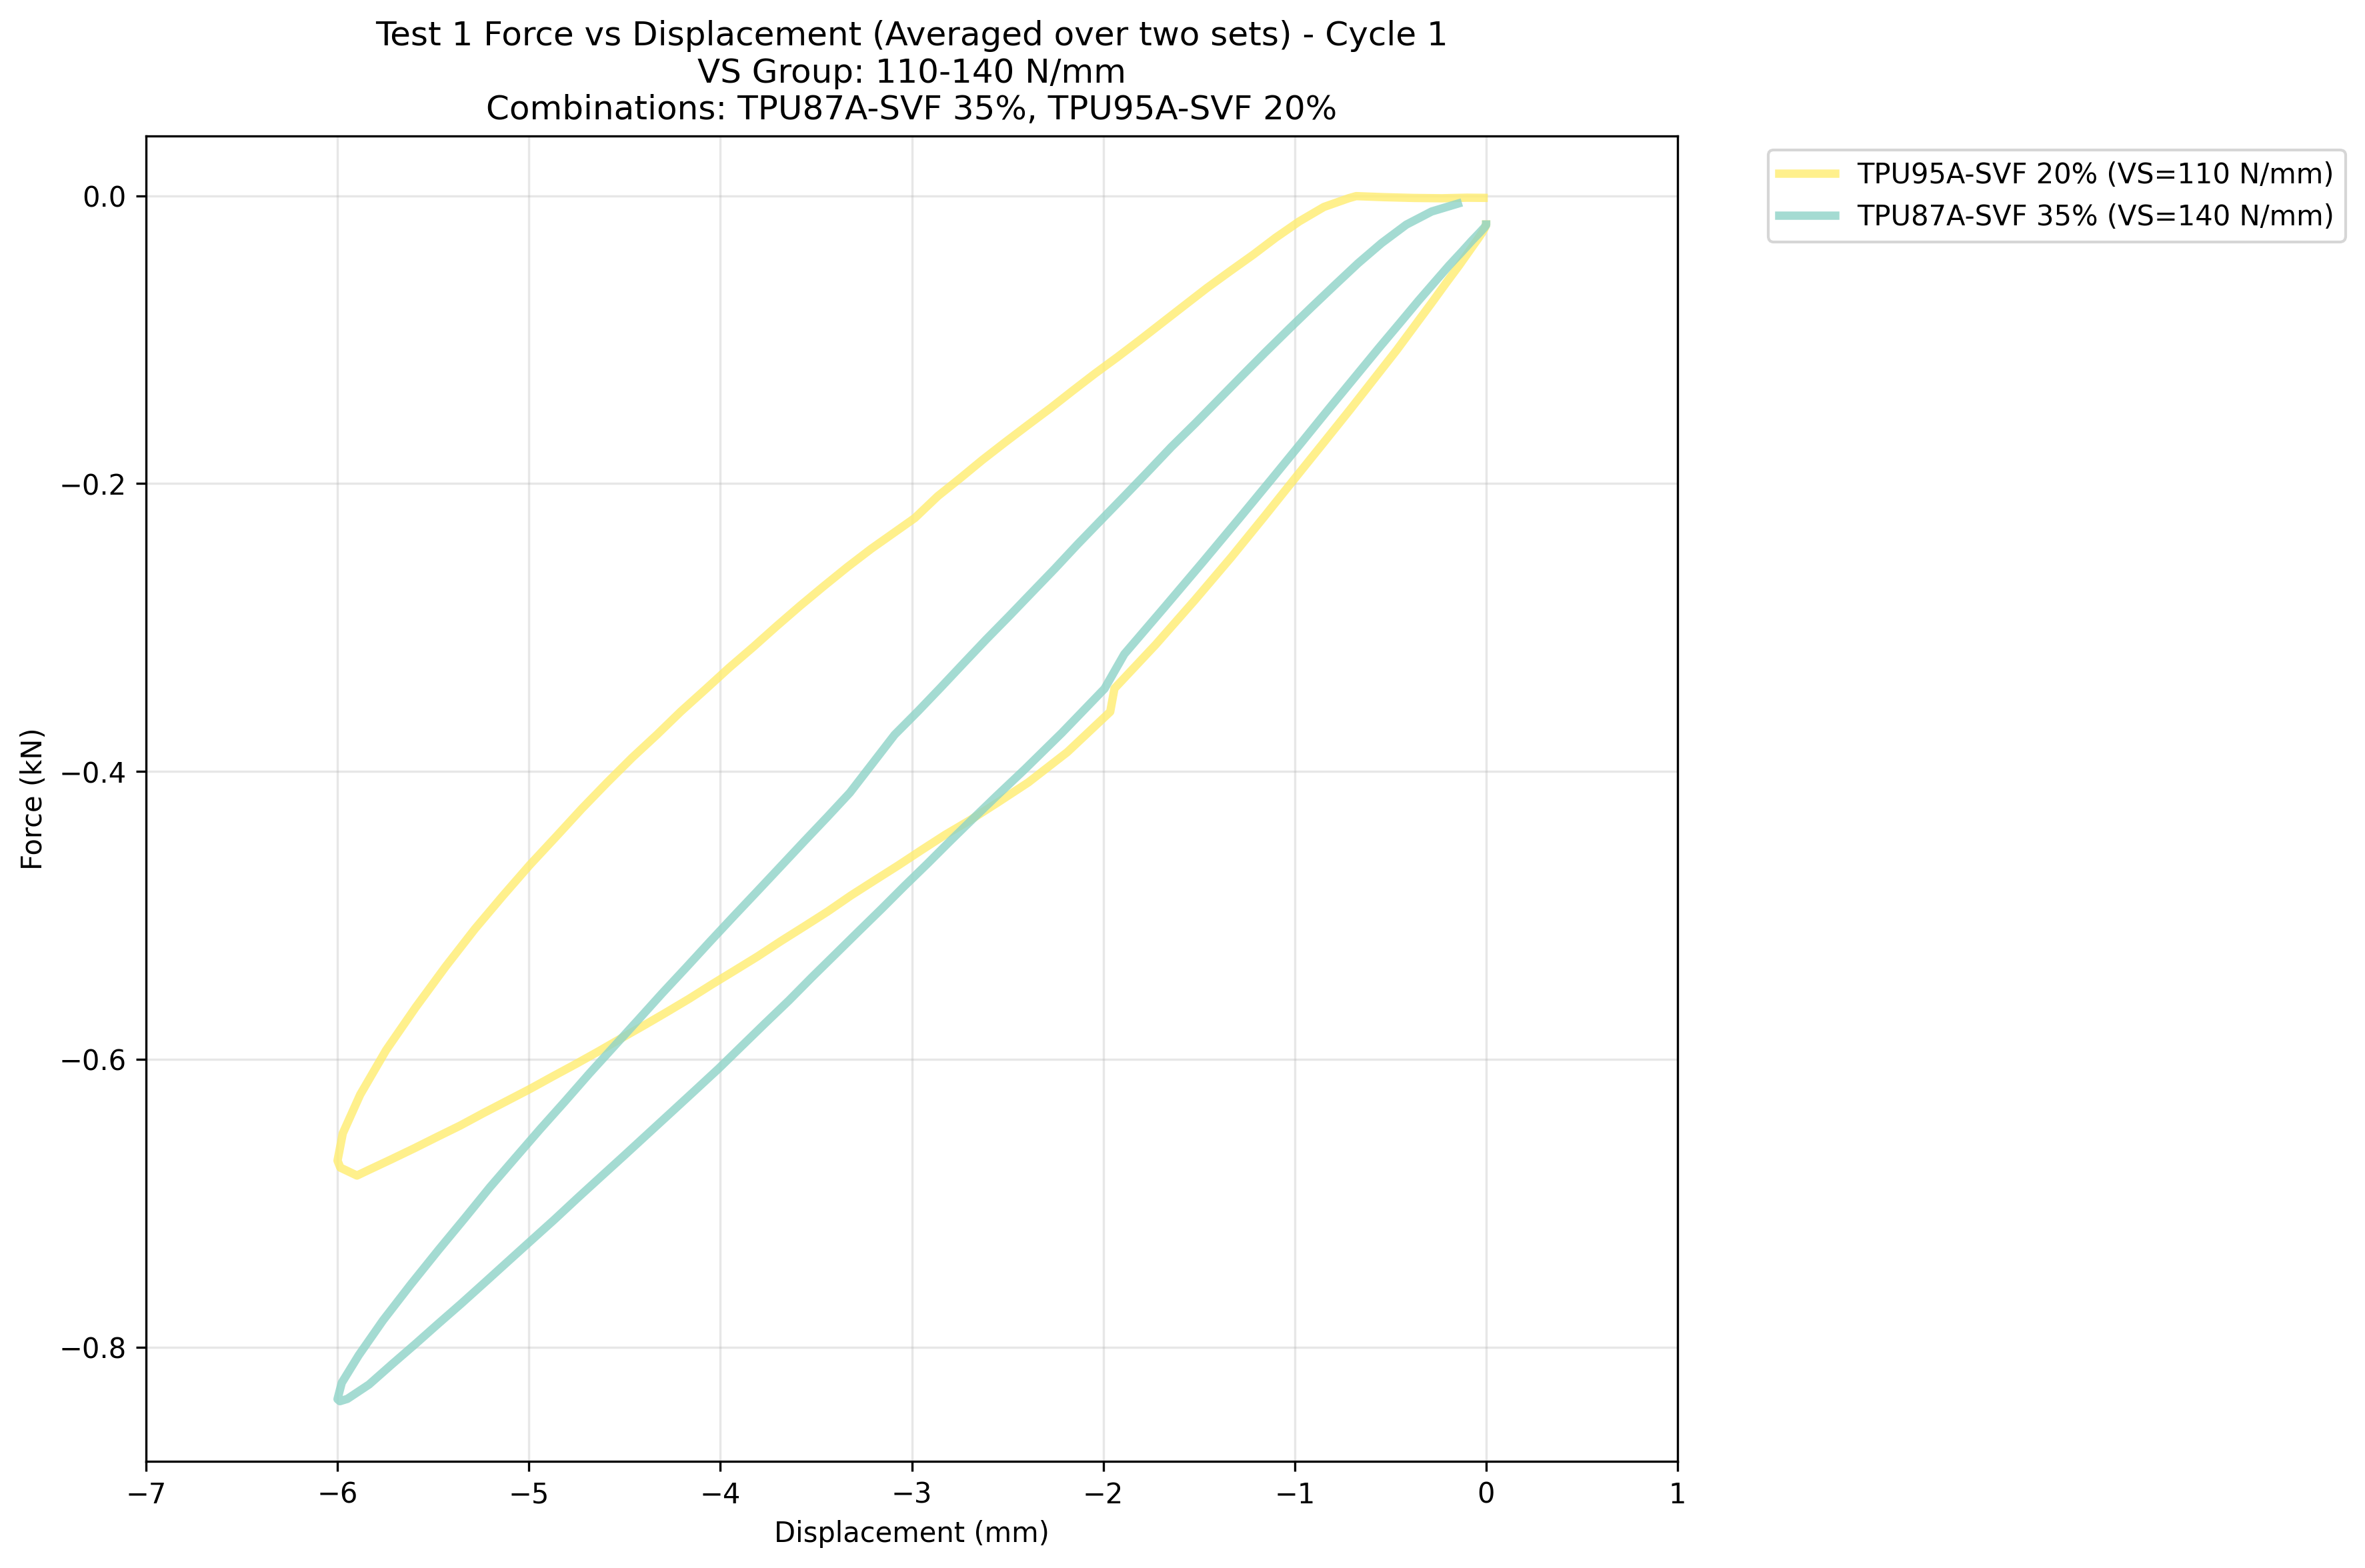 Test 1 Force vs Displacement (Averaged over two sets) - Cycle 1
VS Group: 110-140 N/mm
Combinations: TPU87A-SVF 35%, TPU95A-SVF 20%
TPU95A-SVF 20% (VS=110 N/mm)
TPU87A-SVF 35% (VS=140 N/mm)
Force (kN)
0.0
−0.2
−0.4
−0.6
−0.8
−7 −6 −5 −4 −3 −2 −1 0 1
Displacement (mm)